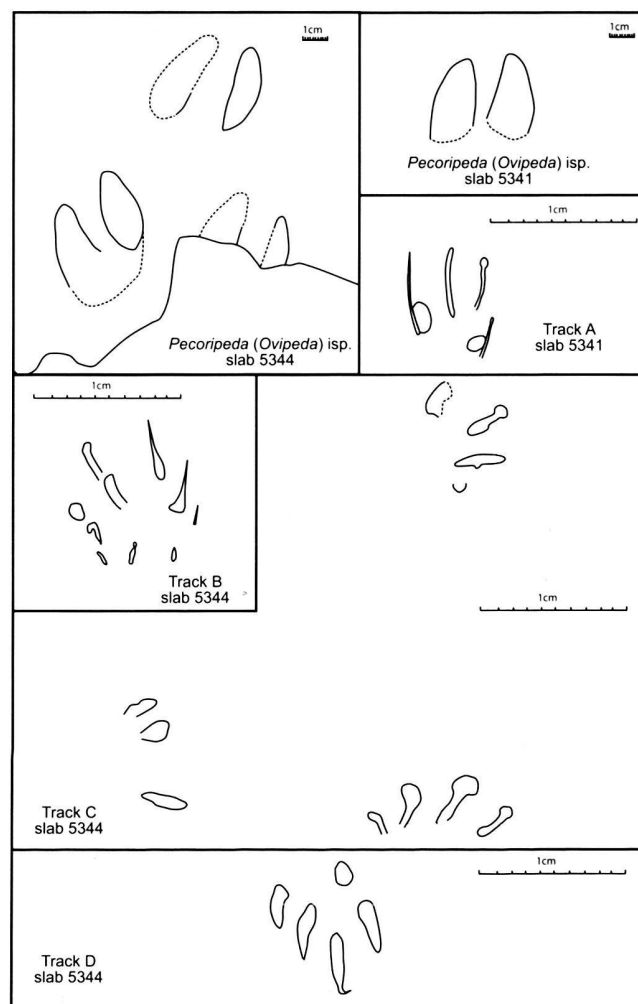 1cm
Pecoripeda (Ovipeda) isp.
slab 5344
1cm
Pecoripeda (Ovipeda) isp.
slab 5341
1cm
Track A
slab 5341
1cm
Track B
slab 5344
1cm
Track C
slab 5344
1cm
Track D
slab 5344